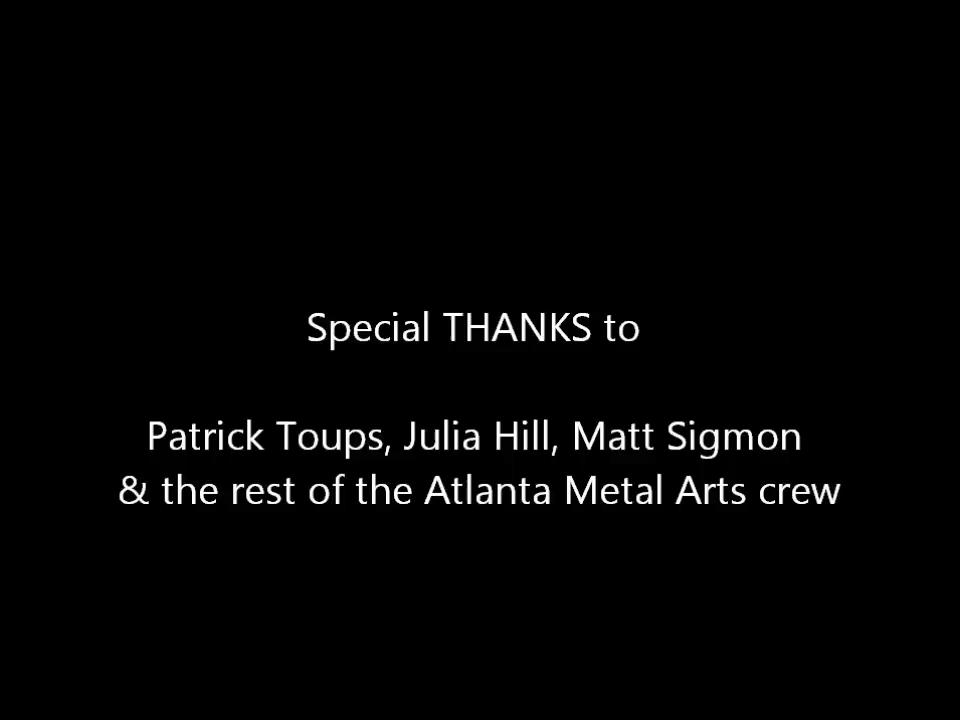 Special THANKS to
Patrick Toups, Julia Hill, Matt Sigmon
& the rest of the Atlanta Metal Arts crew